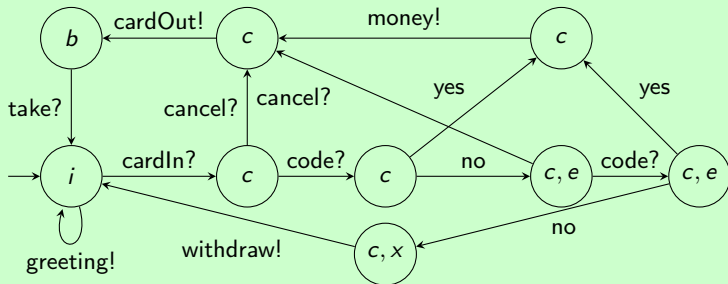 b cardOut! c money! c
take? cancel? cancel? yes yes
i cardIn? c code? c no c, e code? c, e
greeting! withdraw! c, x no